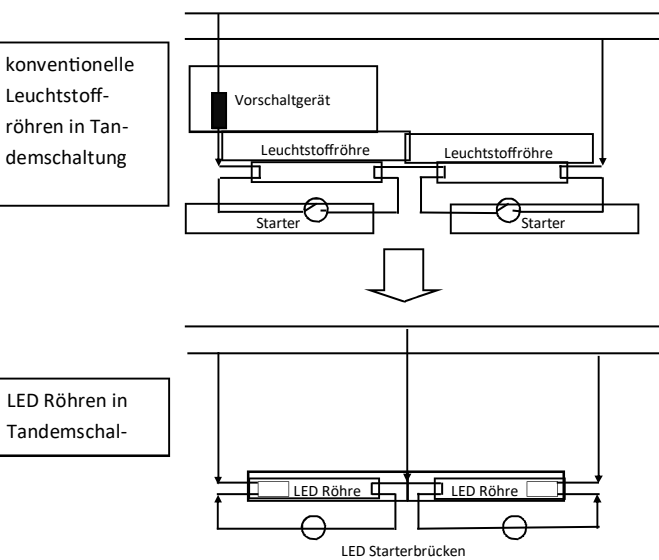 konventionelle
Leuchtstoff-
röhren in Tan-
demschaltung
Vorschaltgerät
Leuchtstoffröhre
Leuchtstoffröhre
Starter
Starter
LED Röhren in
Tandemschal-
LED Röhre
LED Röhre
LED Starterbrücken